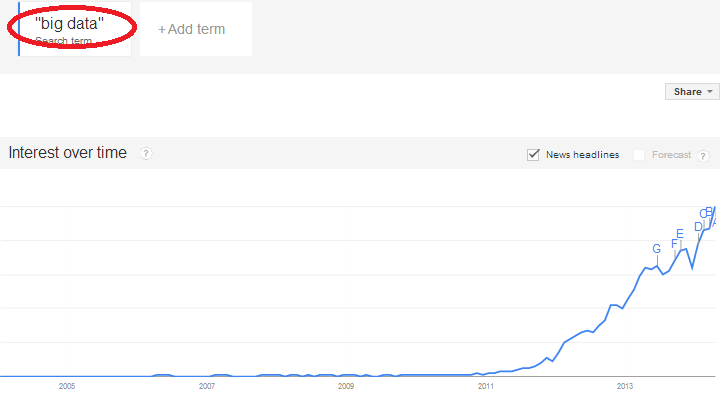 "big data"
Search term
+Add term
Share
Interest over time ?
News headlines
Forecast ?
G
F
E
D
C
B
A
2005 2007 2009 2011 2013